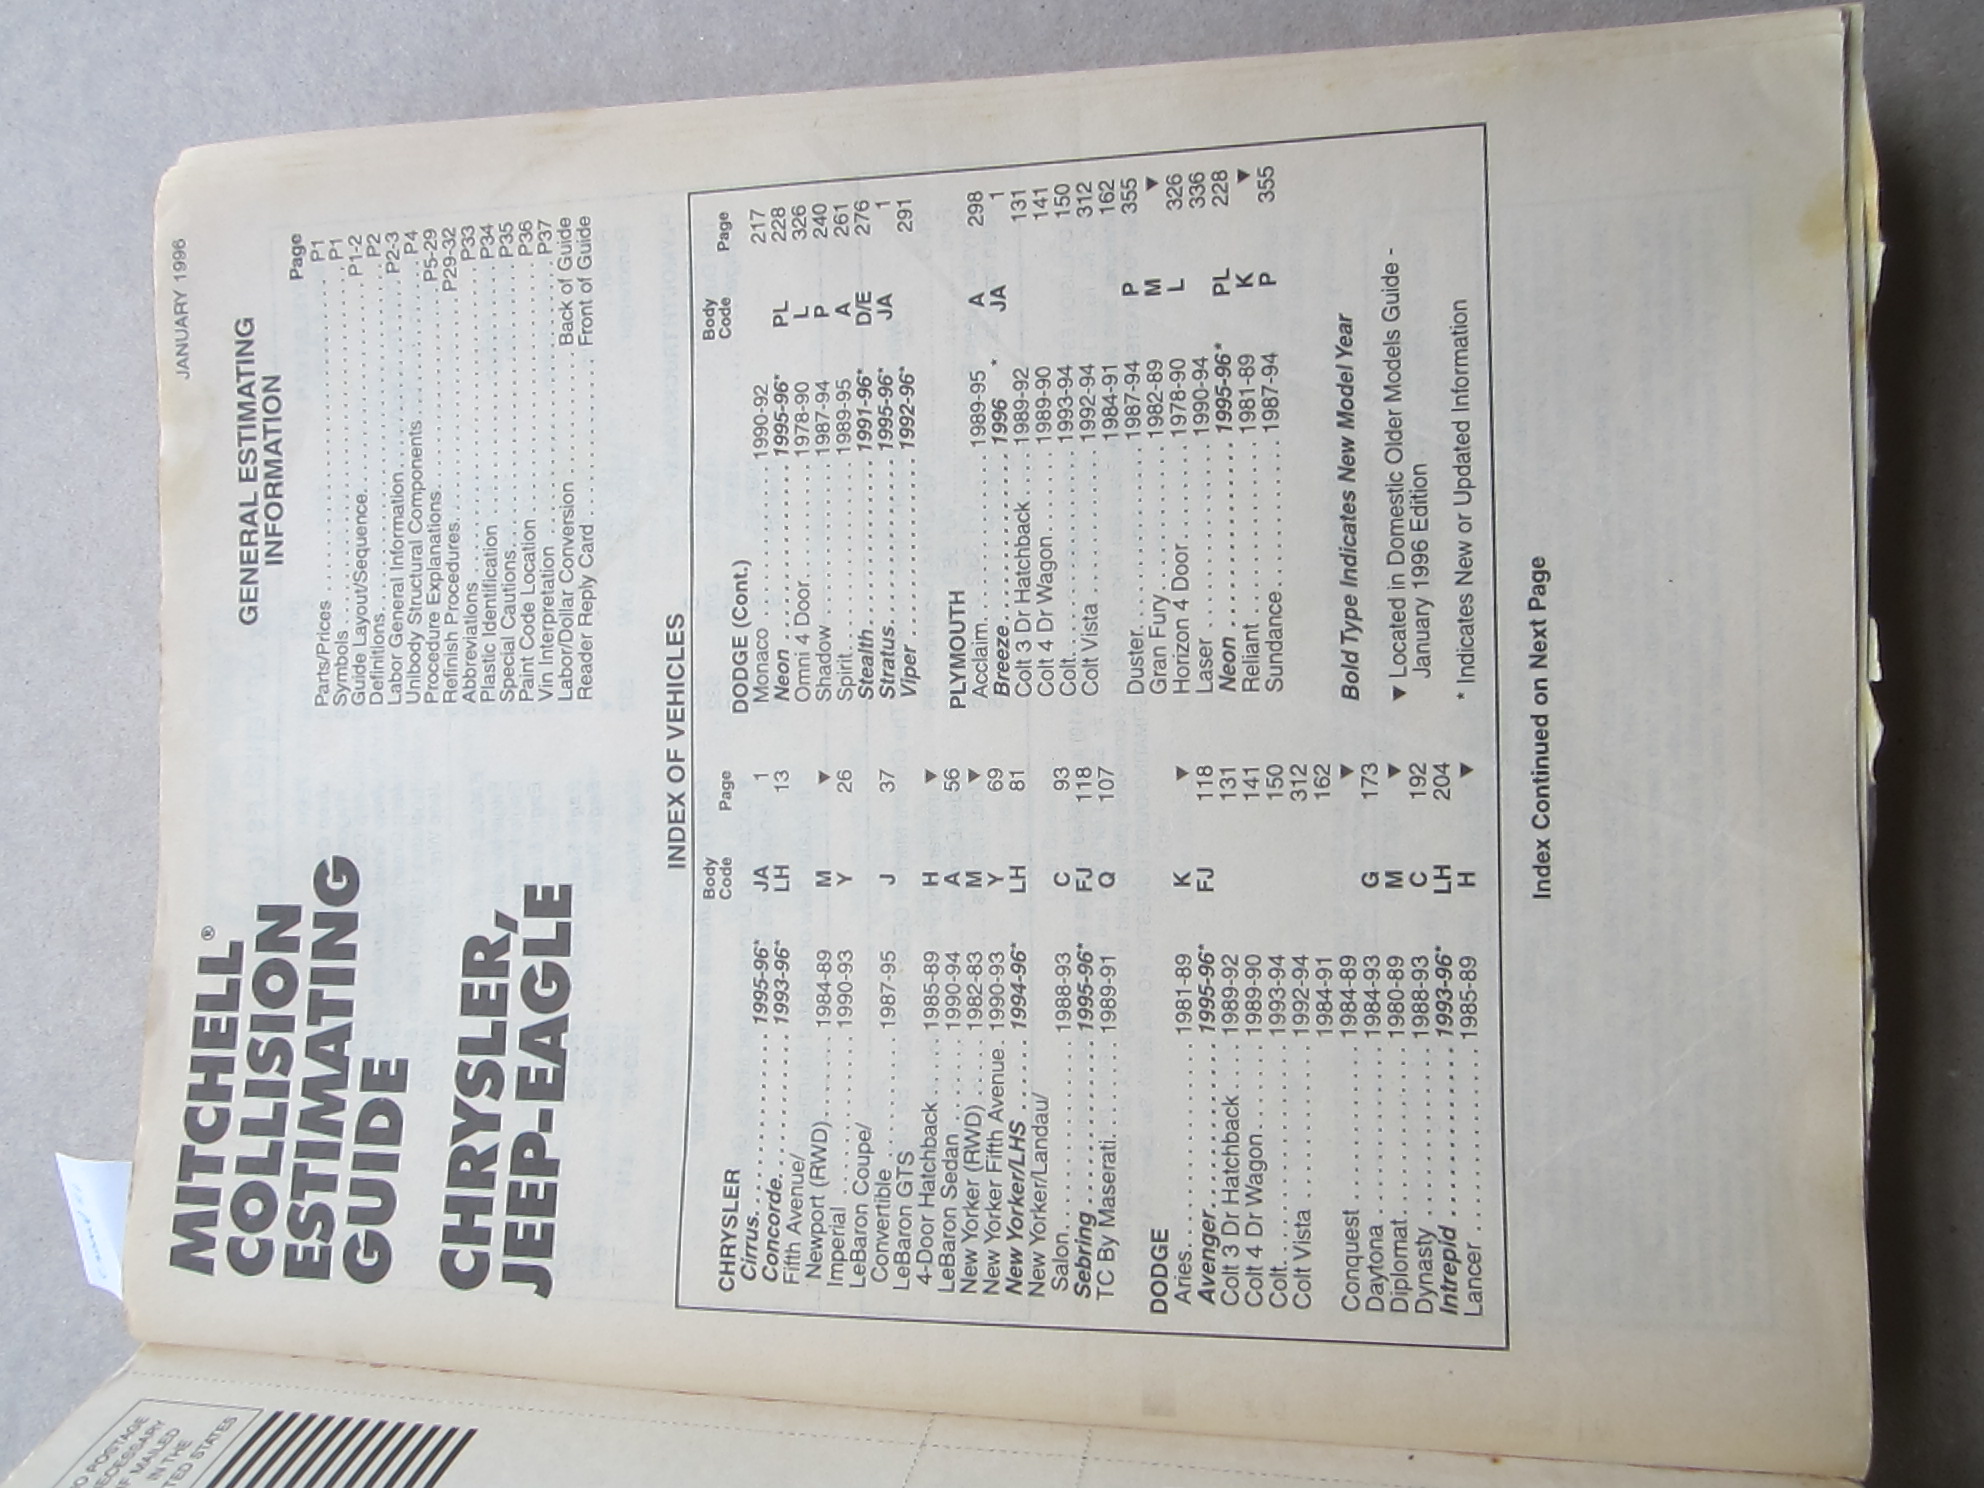 JANUARY 1996
MITCHELL®
COLLISION
ESTIMATING
GUIDE
CHRYSLER,
JEEP-EAGLE
GENERAL ESTIMATING
INFORMATION
Page
Parts/Prices P1
Symbols P1
Guide Layout/Sequence P1-2
Definitions P2
Labor General Information P2-3
Unibody Structural Components P4
Procedure Explanations P5-29
Refinish Procedures P29-32
Abbreviations P33
Plastic Identification P34
Special Cautions P35
Paint Code Location P36
Vin Interpretation P37
Labor/Dollar Conversion Back of Guide
Reader Reply Card Front of Guide
INDEX OF VEHICLES
Body
Code Page
CHRYSLER
Cirrus 1995-96* JA 1
Concorde 1993-96* LH 13
Fifth Avenue/
Newport (RWD) 1984-89 M ▼
Imperial 1990-93 Y 26
LeBaron Coupe/
Convertible 1987-95 J 37
LeBaron GTS
4-Door Hatchback 1985-89 H ▼
LeBaron Sedan 1990-94 A 56
New Yorker (RWD) 1982-83 M ▼
New Yorker Fifth Avenue 1990-93 Y 69
New Yorker/LHS 1994-96* LH 81
New Yorker/Landau/
Salon 1988-93 C 93
Sebring 1995-96* FJ 118
TC By Maserati 1989-91 Q 107
DODGE
Aries 1981-89 K ▼
Avenger 1995-96* FJ 118
Colt 3 Dr Hatchback 1989-92 131
Colt 4 Dr Wagon 1989-90 141
Colt 1993-94 150
Colt Vista 1992-94 312
1984-91 162
Conquest 1984-89 G ▼
Daytona 1984-93 G 173
Diplomat 1980-89 M ▼
Dynasty 1988-93 C 192
Intrepid 1993-96* LH 204
Lancer 1985-89 H ▼
Body
Code Page
DODGE (Cont.)
Monaco 1990-92 217
Neon 1995-96* PL 228
Omni 4 Door 1978-90 L 326
Shadow 1987-94 P 240
Spirit 1989-95 A 261
Stealth 1991-96* D/E 276
Stratus 1995-96* JA 1
Viper 1992-96* 291
PLYMOUTH
Acclaim 1989-95 A 298
Breeze 1996 * JA 1
Colt 3 Dr Hatchback 1989-92 131
Colt 4 Dr Wagon 1989-90 141
Colt 1993-94 150
Colt Vista 1992-94 312
1984-91 162
Duster 1987-94 P 355
Gran Fury 1982-89 M ▼
Horizon 4 Door 1978-90 L 326
Laser 1990-94 336
Neon 1995-96* PL 228
Reliant 1981-89 K ▼
Sundance 1987-94 P 355
Bold Type Indicates New Model Year
▼ Located in Domestic Older Models Guide -
January 1996 Edition
* Indicates New or Updated Information
Index Continued on Next Page
O POSTAGE
ECESSARY
IF MAILED
IN THE
TED STATES